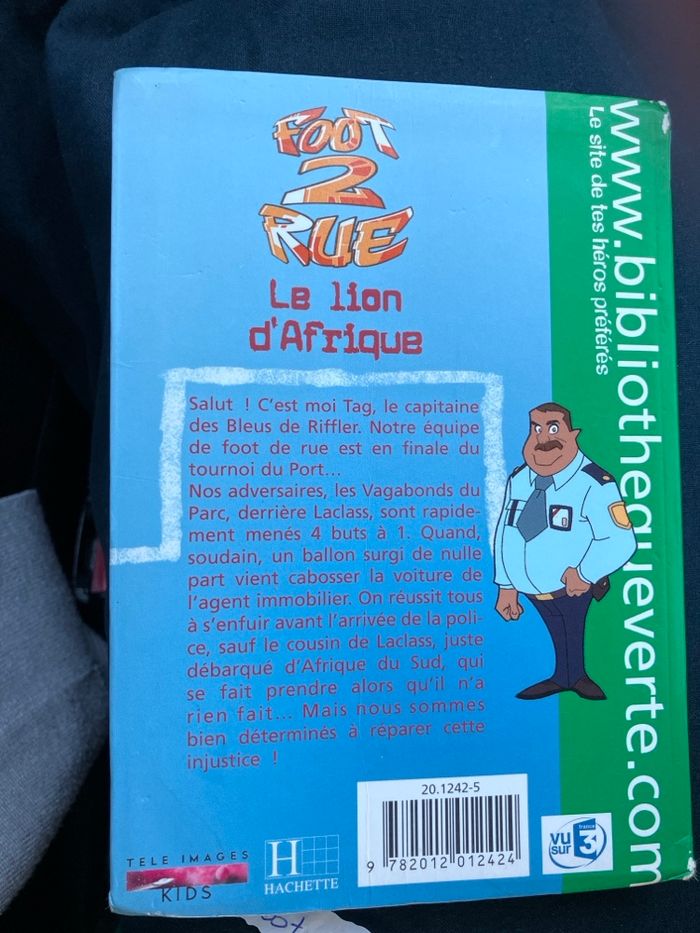 FOOT
2
RUE
Le lion
d'Afrique
Salut ! C'est moi Tag, le capitaine
des Bleus de Riffler. Notre équipe
de foot de rue est en finale du
tournoi du Port...
Nos adversaires, les Vagabonds du
Parc, derrière Laclass, sont rapide-
ment menés 4 buts à 1. Quand,
soudain, un ballon surgi de nulle
part vient cabosser la voiture de
l'agent immobilier. On réussit tous
à s'enfuir avant l'arrivée de la poli-
ce, sauf le cousin de Laclass, juste
débarqué d'Afrique du Sud, qui
se fait prendre alors qu'il n'a
rien fait... Mais nous sommes
bien déterminés à réparer cette
injustice !
www.bibliothequeverte.com
Le site de tes héros préférés
20.1242-5
9 782012 012424
TELE IMAGES
KIDS
H
HACHETTE
vu
sur
france
3